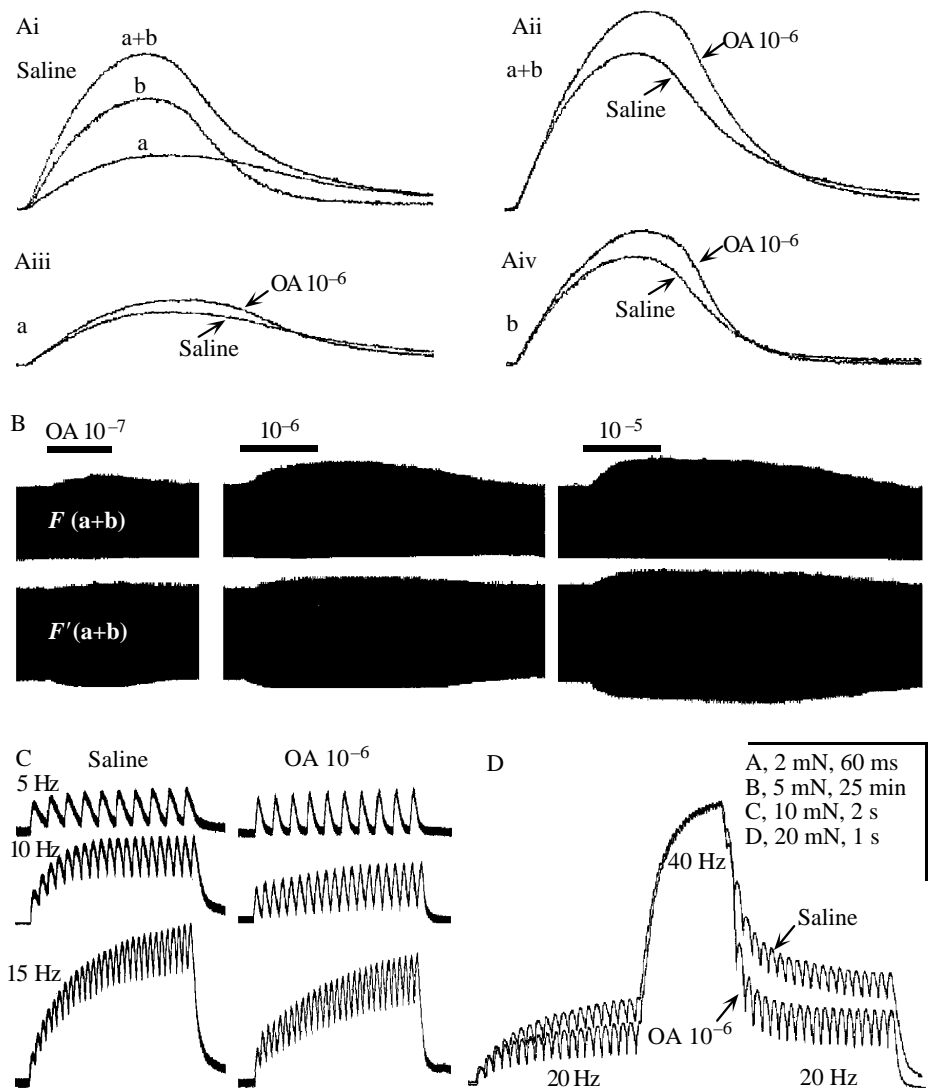 Ai
Saline
a+b
b
a
Aii
a+b
OA 10⁻⁶
Saline
Aiii
a
OA 10⁻⁶
Saline
Aiv
b
OA 10⁻⁶
Saline
B
OA 10⁻⁷
10⁻⁶
10⁻⁵
F (a+b)
F′(a+b)
C
Saline
OA 10⁻⁶
5 Hz
10 Hz
15 Hz
D
A, 2 mN, 60 ms
B, 5 mN, 25 min
C, 10 mN, 2 s
D, 20 mN, 1 s
40 Hz
Saline
OA 10⁻⁶
20 Hz
20 Hz